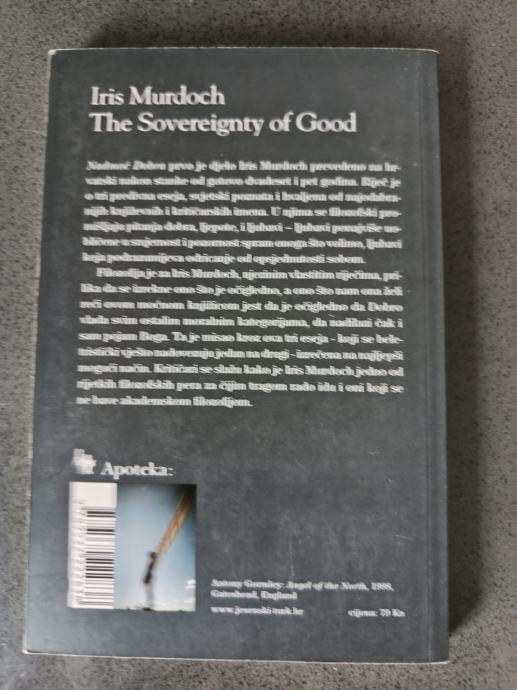 Iris Murdoch
The Sovereignty of Good
Nadmoć Dobra prvo je djelo Iris Murdoch prevedeno na hr-
vatski nakon stanke od gotovo dvadeset i pet godina. Riječ je
o tri predivna eseja, svjetski poznata i hvaljena od najodabra-
nijih književnih i kritičarskih imena. U njima se filozofski pro-
mišljaju pitanja dobra, ljepote, i ljubavi – ljubavi ponajviše uo-
bličene u smjernost i pozornost spram onoga što volimo, ljubavi
koja podrazumijeva odricanje od opsjednutosti sobom.
Filozofija je za Iris Murdoch, njezinim vlastitim riječima, pri-
lika da se izrekne ono što je očigledno, a ono što nam ona želi
reći ovom moćnom knjižicom jest da je očigledno da Dobro
vlada svim ostalim moralnim kategorijama, da nadilazi čak i
sam pojam Boga. Ta je misao kroz ova tri eseja - koji se bele-
tristički vješto nadovezuju jedan na drugi - izrečena na najljepši
mogući način. Kritičari se slažu kako je Iris Murdoch jedno od
rijetkih filozofskih pera za čijim tragom rado idu i oni koji se
ne bave akademskom filozofijom.
Apoteka:
Antony Gormley: Angel of the North, 1998,
Gateshead, England
www.jesenski-turk.hr cijena: 79 Kn